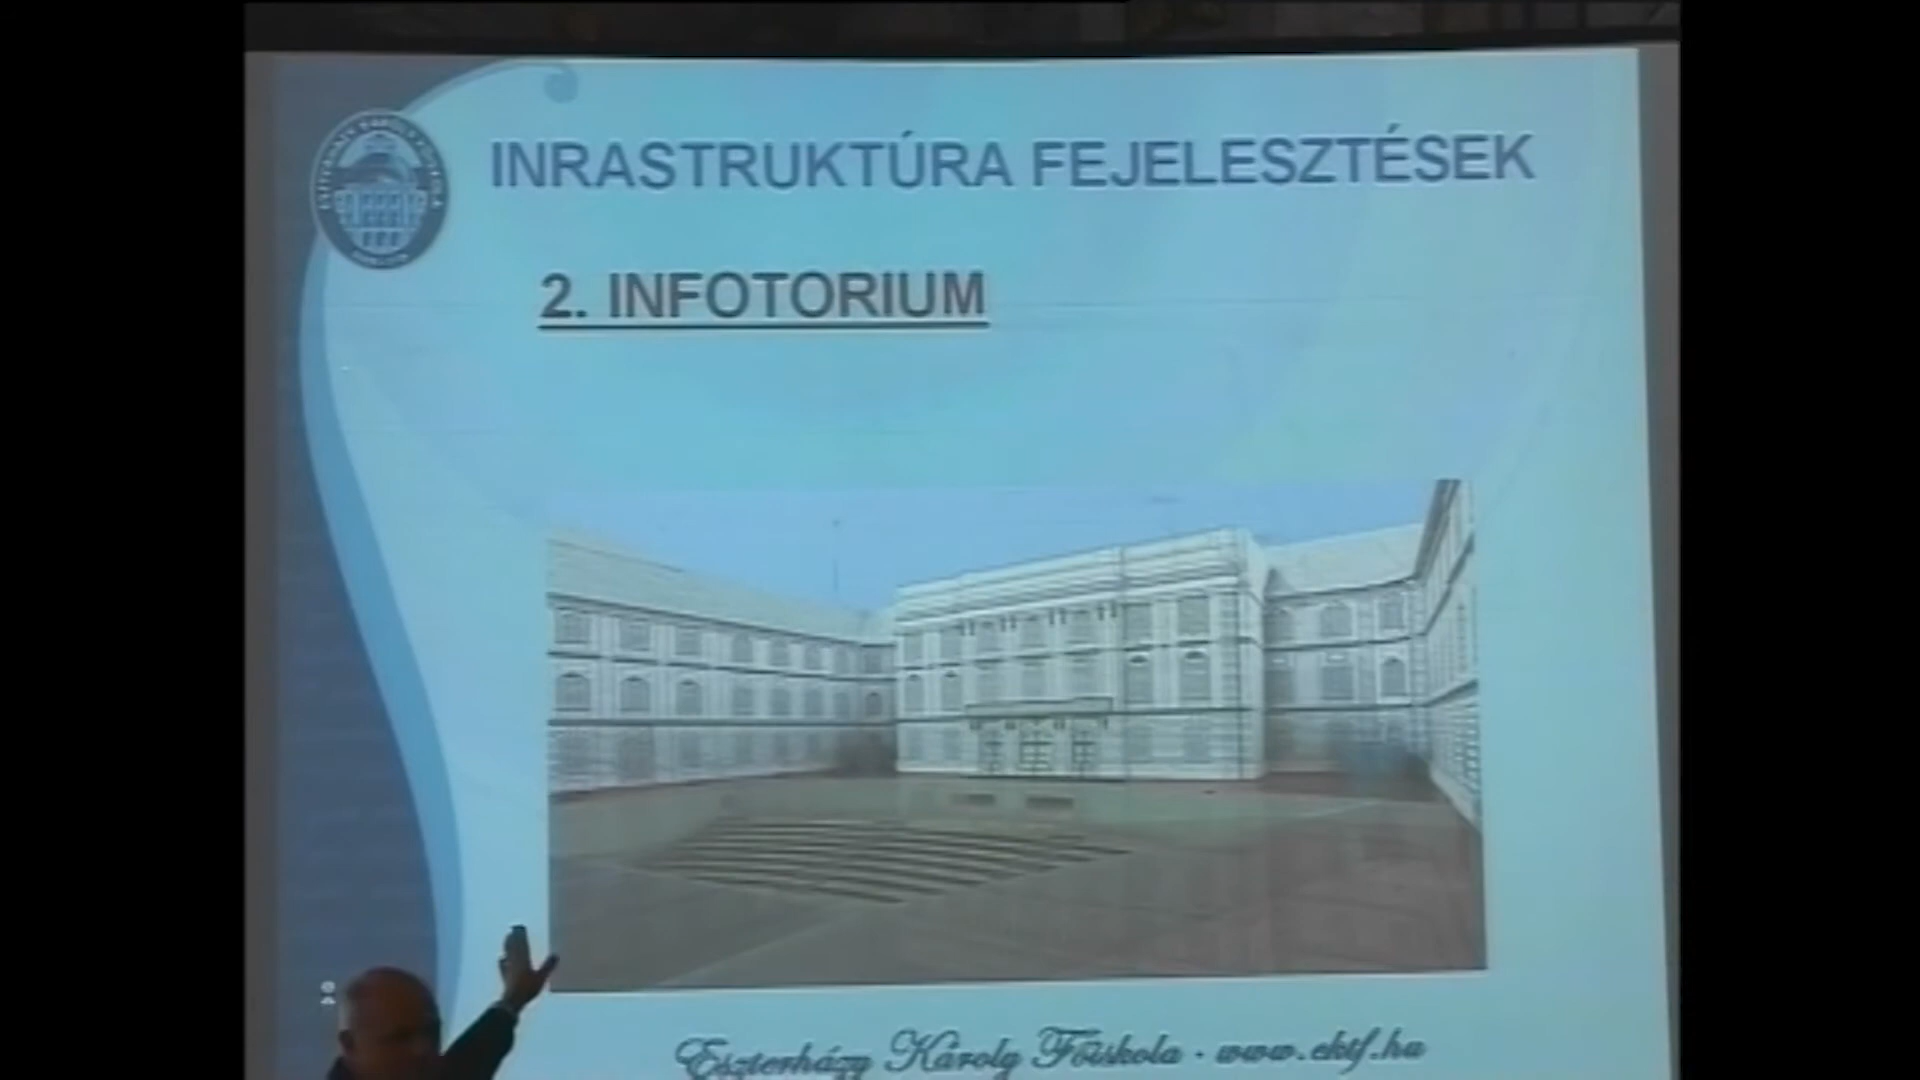 INRASTRUKTÚRA FEJELESZTÉSEK
2. INFOTORIUM
Eszterházy Károly Főiskola - www.ektf.hu